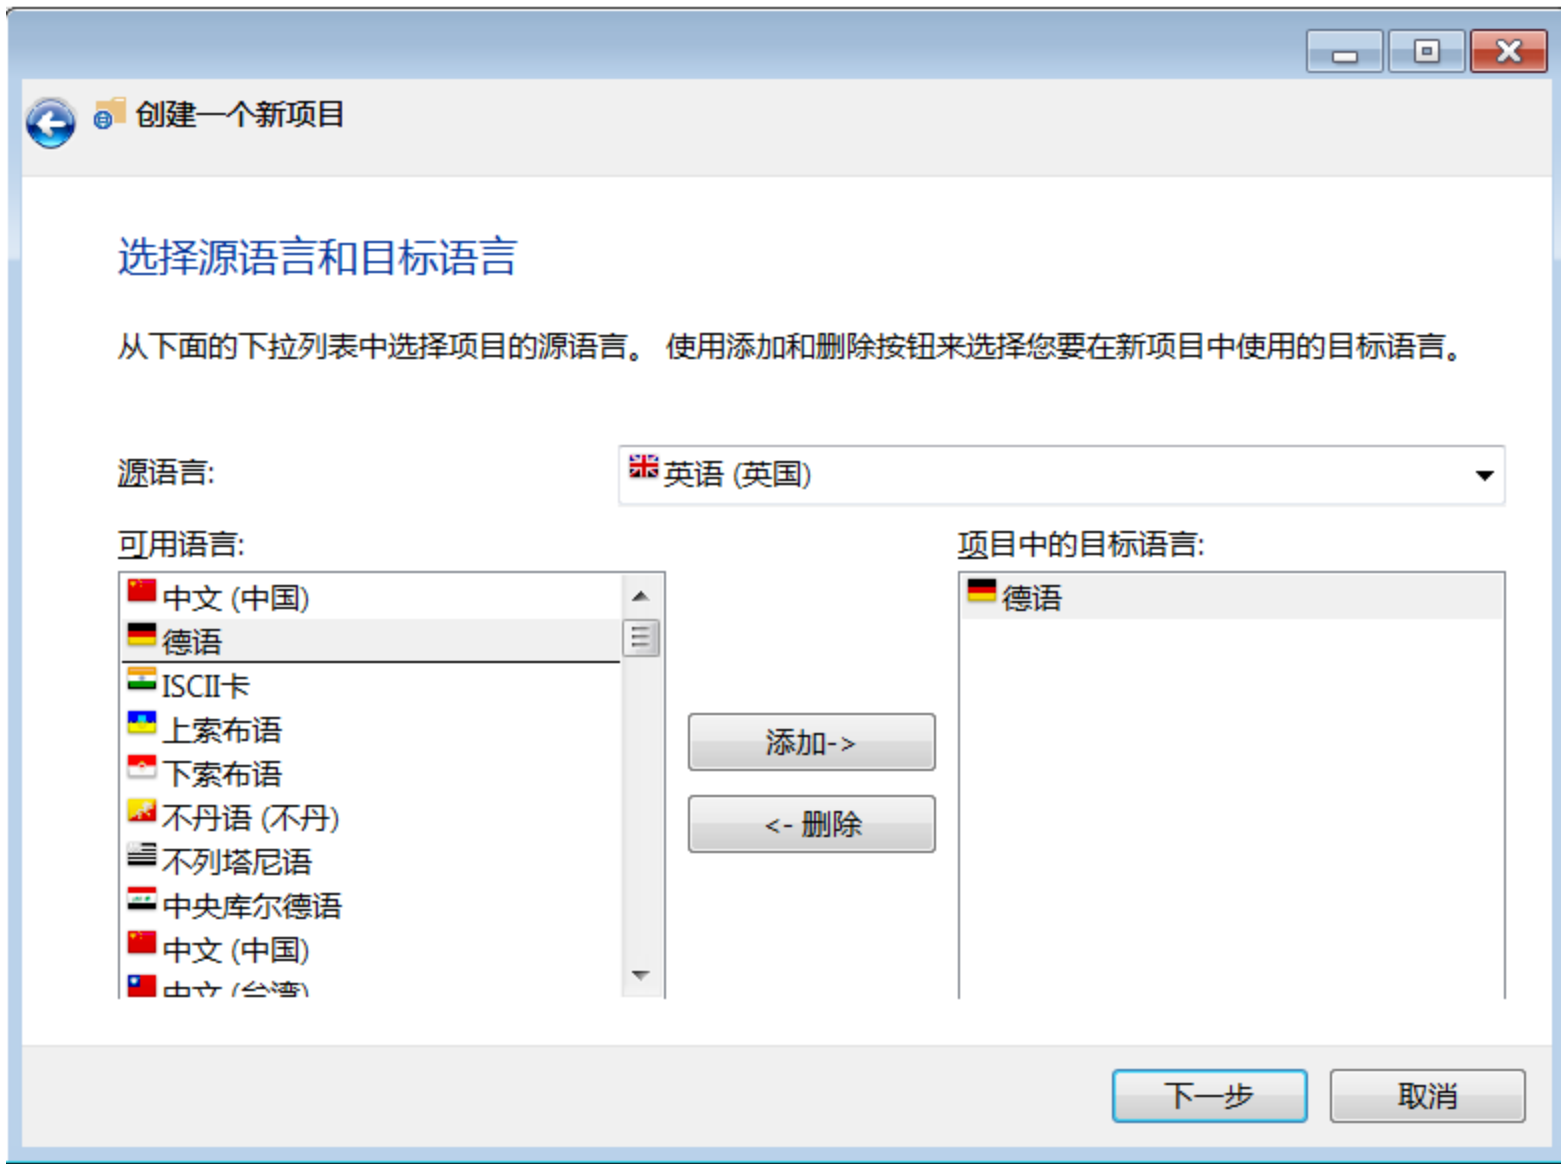 创建一个新项目
选择源语言和目标语言
从下面的下拉列表中选择项目的源语言。 使用添加和删除按钮来选择您要在新项目中使用的目标语言。
源语言:
英语 (英国)
可用语言:
项目中的目标语言:
中文 (中国)
德语
ISCII卡
上索布语
下索布语
不丹语 (不丹)
不列塔尼语
中央库尔德语
中文 (中国)
中文 (台湾)
添加->
<- 删除
德语
下一步
取消